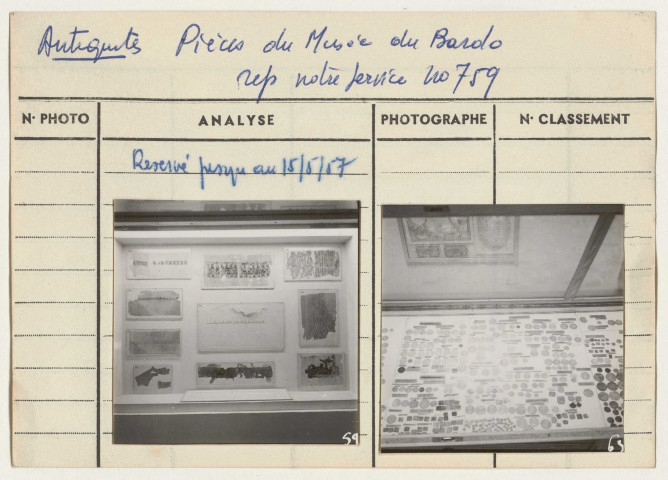 Antiquités Pièces du Musée du Bardo
rep notre service no 759
N° PHOTO ANALYSE PHOTOGRAPHE N° CLASSEMENT
Reservé jusqu'au 15/5/57
59
63